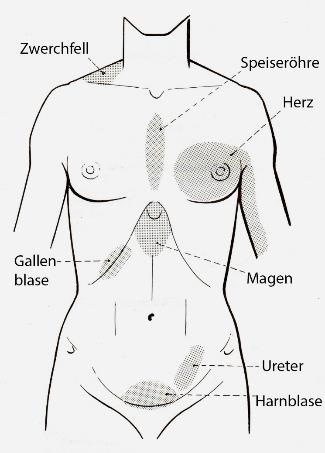 Zwerchfell
Speiseröhre
Herz
Gallen
blase
Magen
Ureter
Harnblase